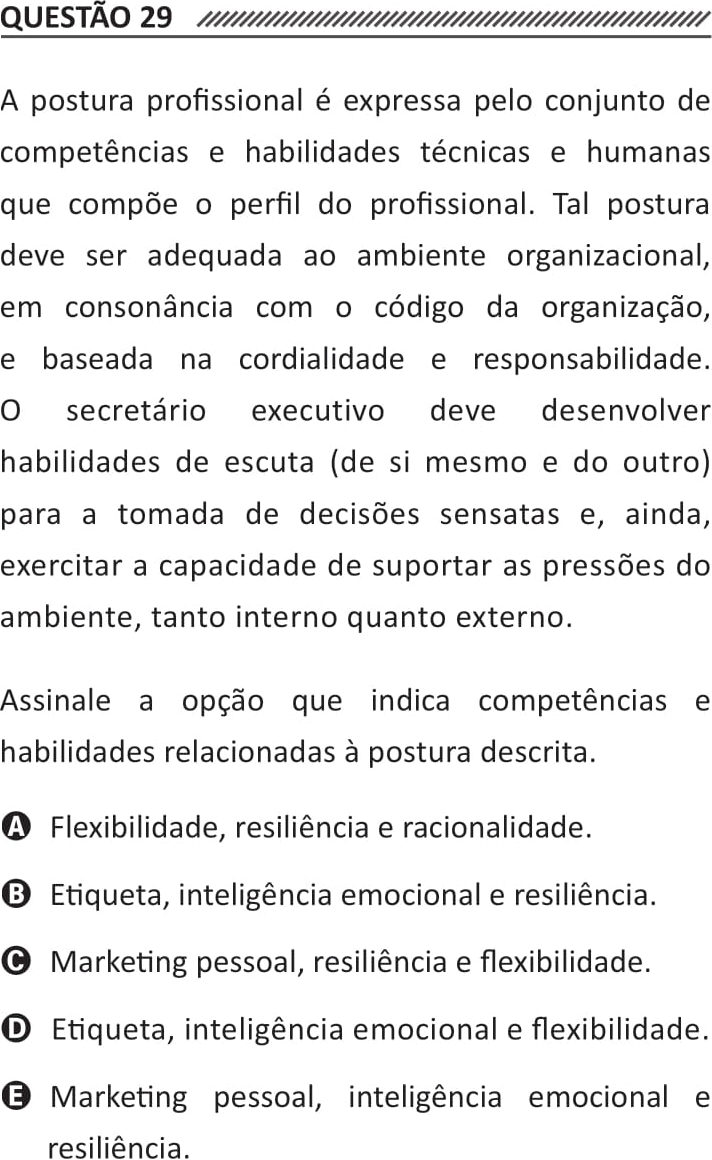 QUESTÃO 29
A postura profissional é expressa pelo conjunto de
competências e habilidades técnicas e humanas
que compõe o perfil do profissional. Tal postura
deve ser adequada ao ambiente organizacional,
em consonância com o código da organização,
e baseada na cordialidade e responsabilidade.
O secretário executivo deve desenvolver
habilidades de escuta (de si mesmo e do outro)
para a tomada de decisões sensatas e, ainda,
exercitar a capacidade de suportar as pressões do
ambiente, tanto interno quanto externo.
Assinale a opção que indica competências e
habilidades relacionadas à postura descrita.
A Flexibilidade, resiliência e racionalidade.
B Etiqueta, inteligência emocional e resiliência.
C Marketing pessoal, resiliência e flexibilidade.
D Etiqueta, inteligência emocional e flexibilidade.
E Marketing pessoal, inteligência emocional e
resiliência.